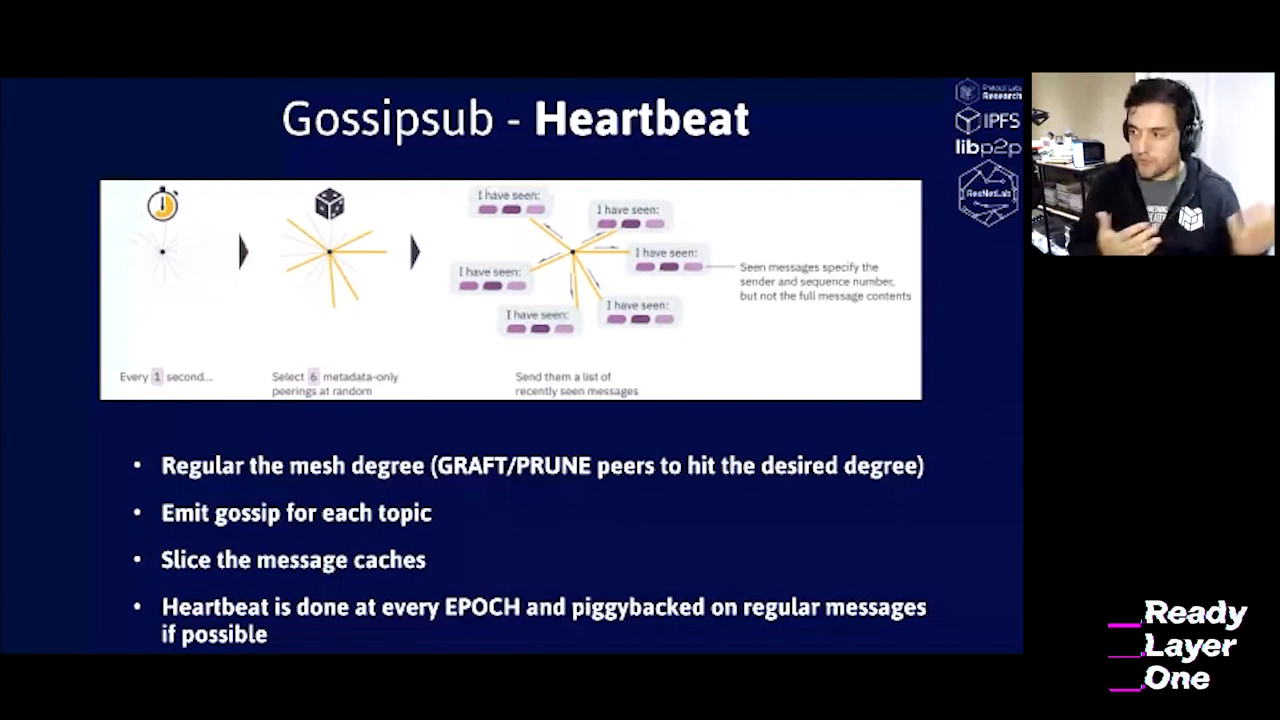 Gossipsub - Heartbeat
Protocol Labs
Research
IPFS
libp2p
ResNetLab
I have seen:
I have seen:
I have seen:
I have seen:
I have seen:
I have seen:
Seen messages specify the
sender and sequence number,
but not the full message contents
Every 1 second...
Select 6 metadata-only
peerings at random
Send them a list of
recently seen messages
• Regular the mesh degree (GRAFT/PRUNE peers to hit the desired degree)
• Emit gossip for each topic
• Slice the message caches
• Heartbeat is done at every EPOCH and piggybacked on regular messages
if possible
Ready
Layer
One